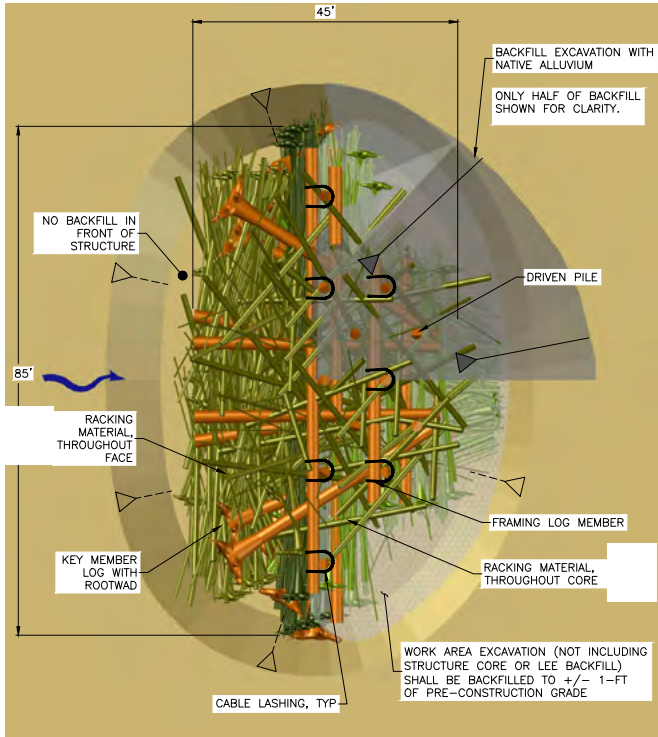 45'
BACKFILL EXCAVATION WITH
NATIVE ALLUVIUM
ONLY HALF OF BACKFILL
SHOWN FOR CLARITY.
NO BACKFILL IN
FRONT OF
STRUCTURE
DRIVEN PILE
85'
RACKING
MATERIAL,
THROUGHOUT
FACE
FRAMING LOG MEMBER
KEY MEMBER
LOG WITH
ROOTWAD
RACKING MATERIAL,
THROUGHOUT CORE
WORK AREA EXCAVATION (NOT INCLUDING
STRUCTURE CORE OR LEE BACKFILL)
SHALL BE BACKFILLED TO +/- 1-FT
OF PRE-CONSTRUCTION GRADE
CABLE LASHING, TYP